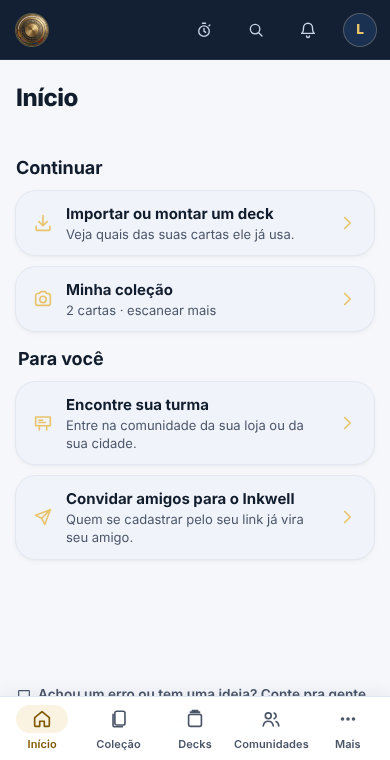 L
Início
Continuar
Importar ou montar um deck
Veja quais das suas cartas ele já usa.
Minha coleção
2 cartas · escanear mais
Para você
Encontre sua turma
Entre na comunidade da sua loja ou da
sua cidade.
Convidar amigos para o Inkwell
Quem se cadastrar pelo seu link já vira
seu amigo.
Achou um erro ou tem uma ideia? Conte pra gente
Início
Coleção
Decks
Comunidades
Mais